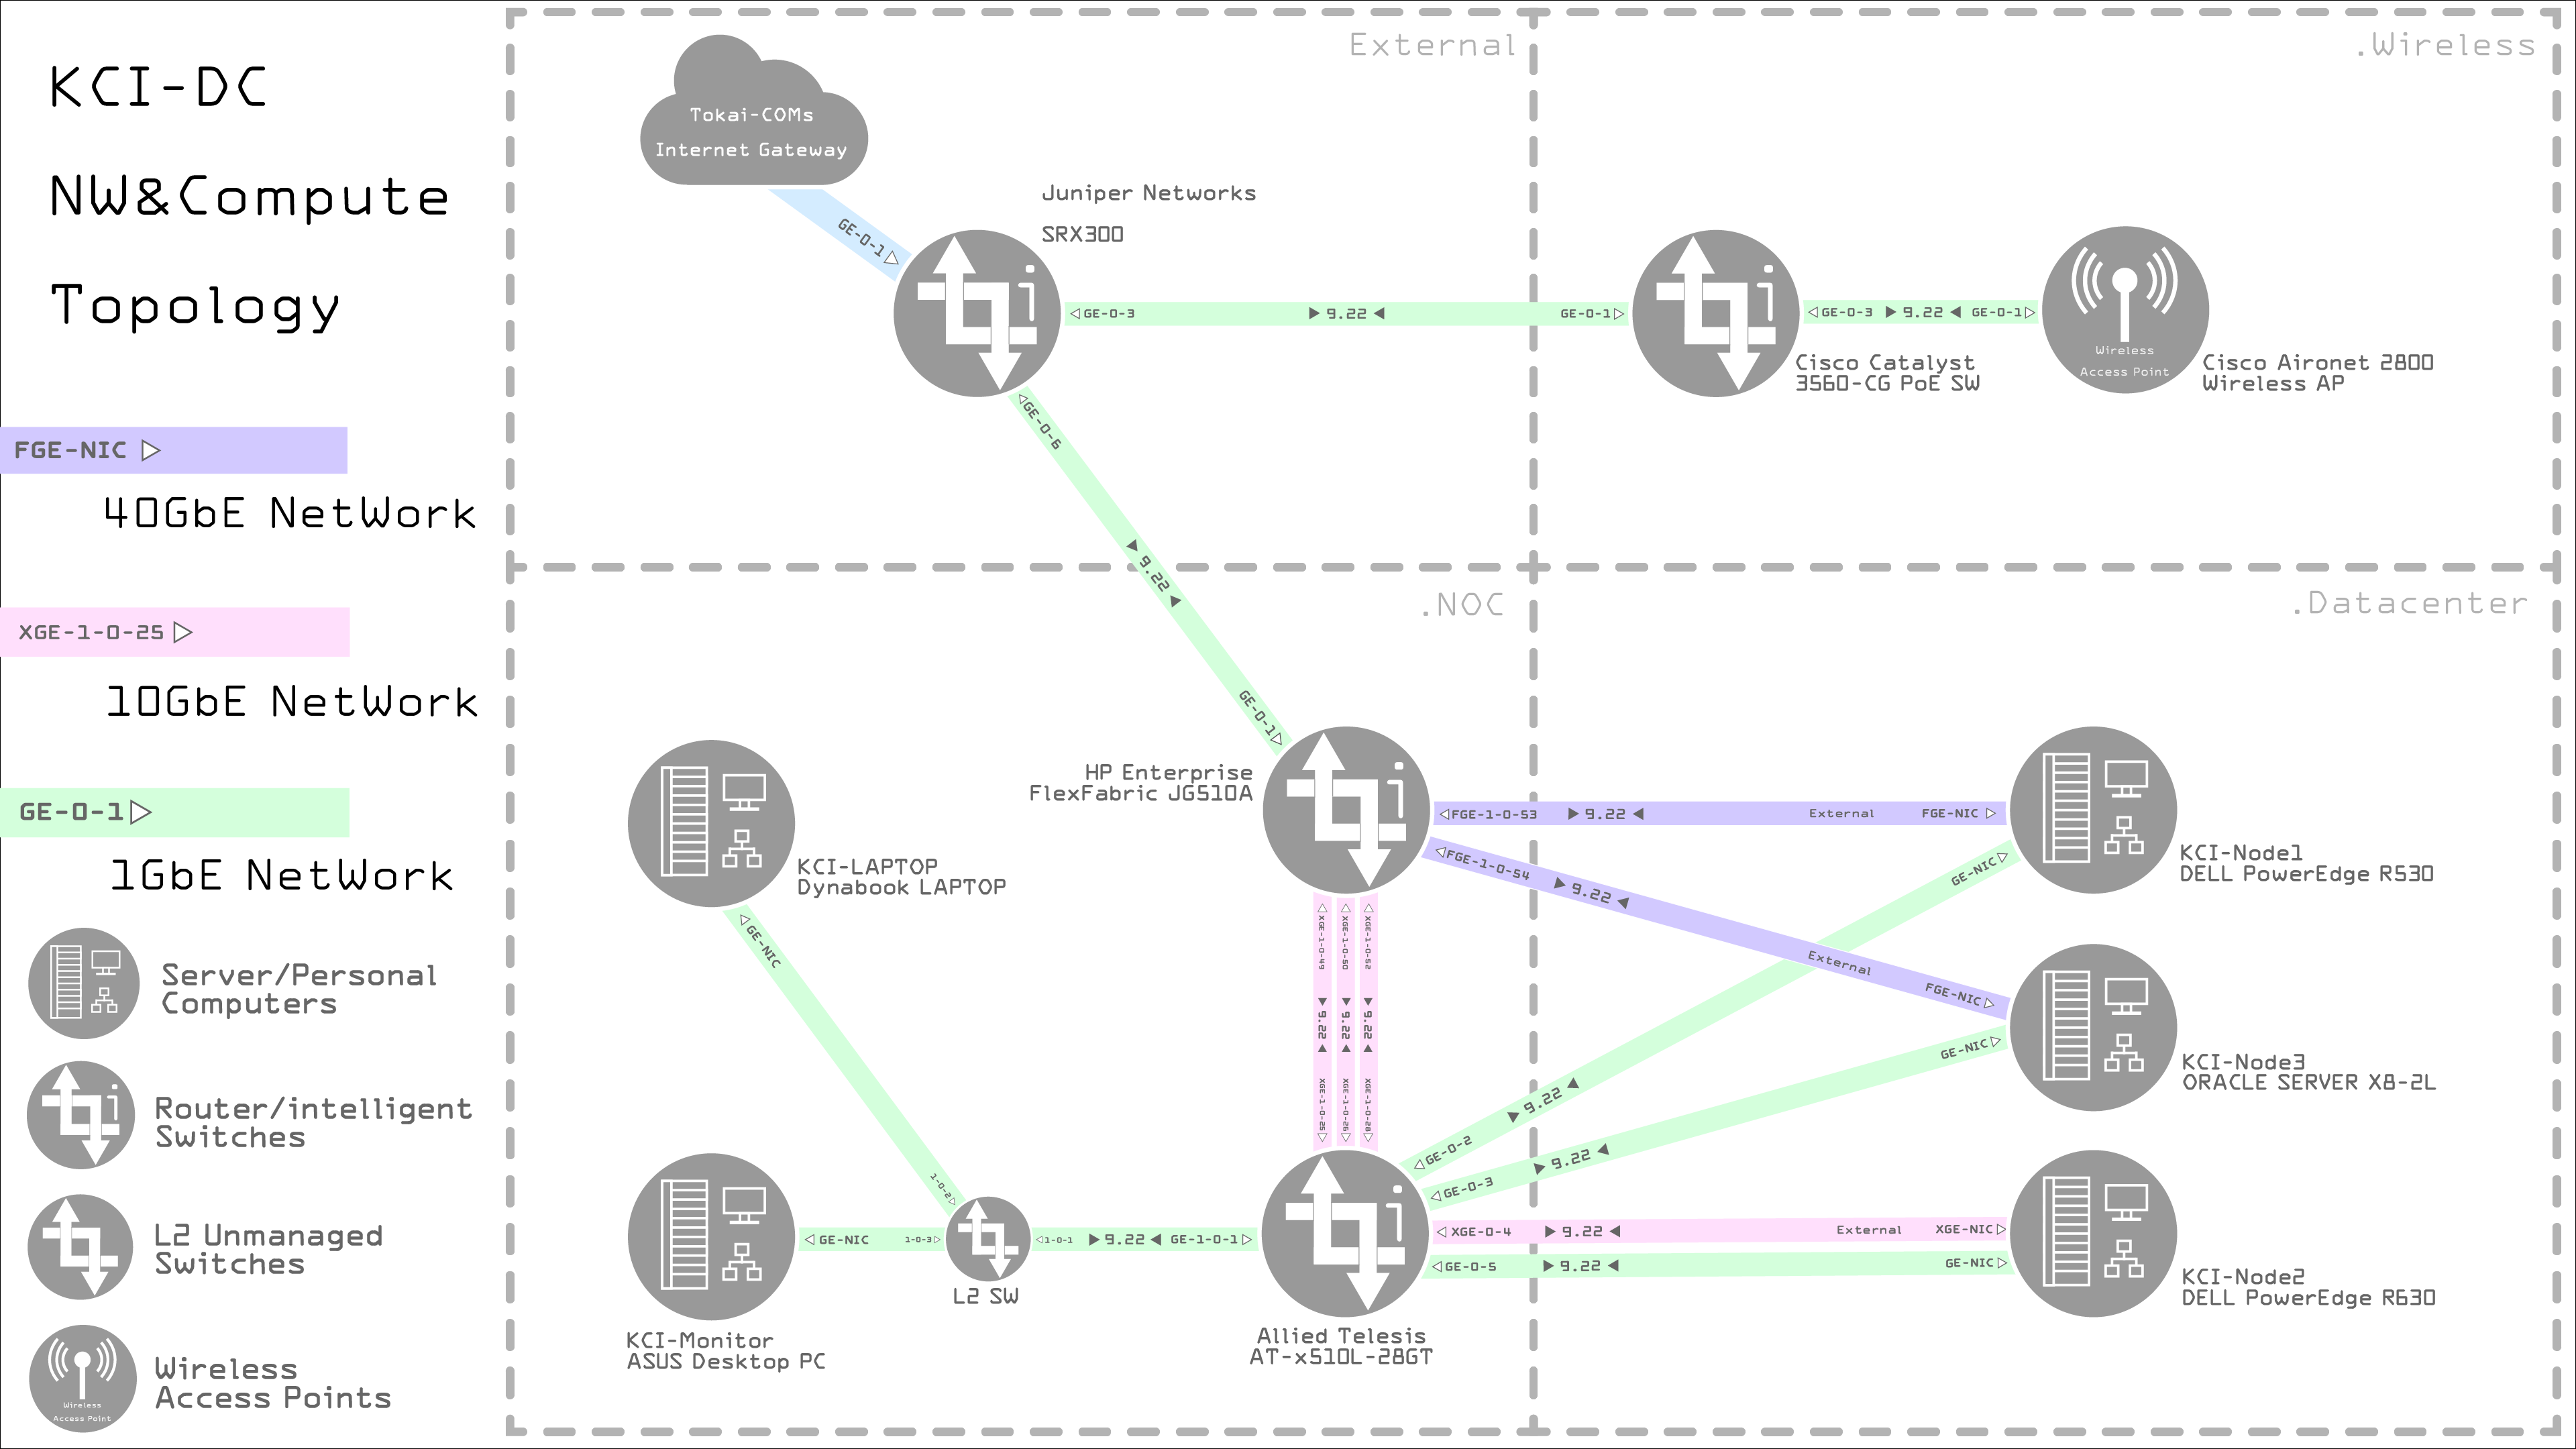 KCI-DC
NW&Compute
Topology
FGE-NIC
40GbE NetWork
XGE-1-0-25
10GbE NetWork
GE-0-1
1GbE NetWork
Server/Personal
Computers
Router/intelligent
Switches
L2 Unmanaged
Switches
Wireless
Access Point
Wireless
Access Points
External
Tokai-COMs
Internet Gateway
GE-0-1
Juniper Networks
SRX300
GE-0-3
9.22
GE-0-1
GE-0-6
9.22
GE-0-1
.Wireless
Cisco Catalyst
3560-CG PoE SW
GE-0-3
9.22
GE-0-1
Wireless
Access Point
Cisco Aironet 2800
Wireless AP
.NOC
HP Enterprise
FlexFabric JG510A
KCI-LAPTOP
Dynabook LAPTOP
GE-NIC
1-0-2
KCI-Monitor
ASUS Desktop PC
GE-NIC
1-0-3
L2 SW
1-0-1
9.22
GE-1-0-1
XGE-1-0-49
9.22
XGE-1-0-25
XGE-1-0-50
9.22
XGE-1-0-26
XGE-1-0-52
9.22
XGE-1-0-28
Allied Telesis
AT-x510L-28GT
.Datacenter
FGE-1-0-53
9.22
External
FGE-NIC
FGE-1-0-54
9.22
External
FGE-NIC
GE-0-2
9.22
GE-NIC
GE-0-3
9.22
GE-NIC
XGE-0-4
9.22
External
XGE-NIC
GE-0-5
9.22
GE-NIC
KCI-Node1
DELL PowerEdge R530
KCI-Node3
ORACLE SERVER X8-2L
KCI-Node2
DELL PowerEdge R630